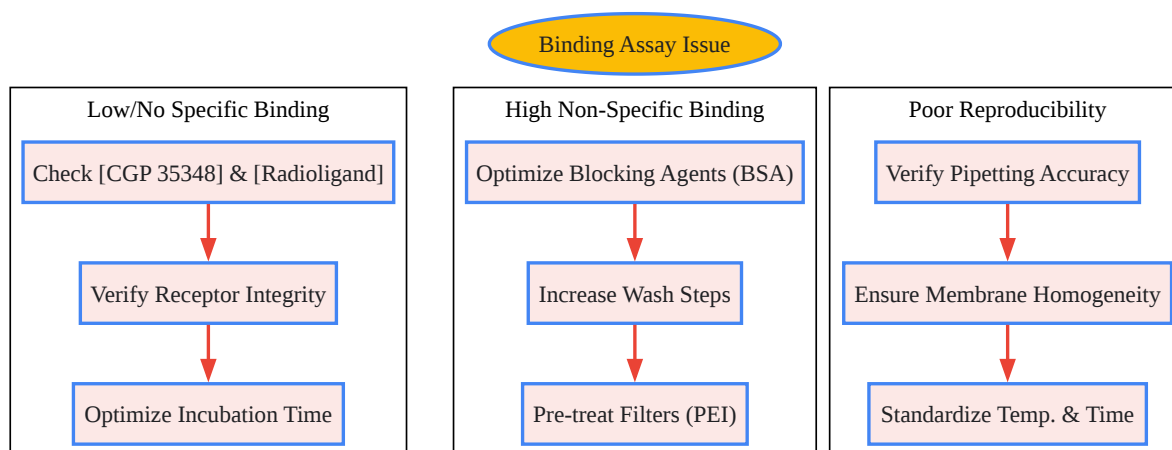 Binding Assay Issue
Low/No Specific Binding
Check [CGP 35348] & [Radioligand]
Verify Receptor Integrity
Optimize Incubation Time
High Non-Specific Binding
Optimize Blocking Agents (BSA)
Increase Wash Steps
Pre-treat Filters (PEI)
Poor Reproducibility
Verify Pipetting Accuracy
Ensure Membrane Homogeneity
Standardize Temp. & Time